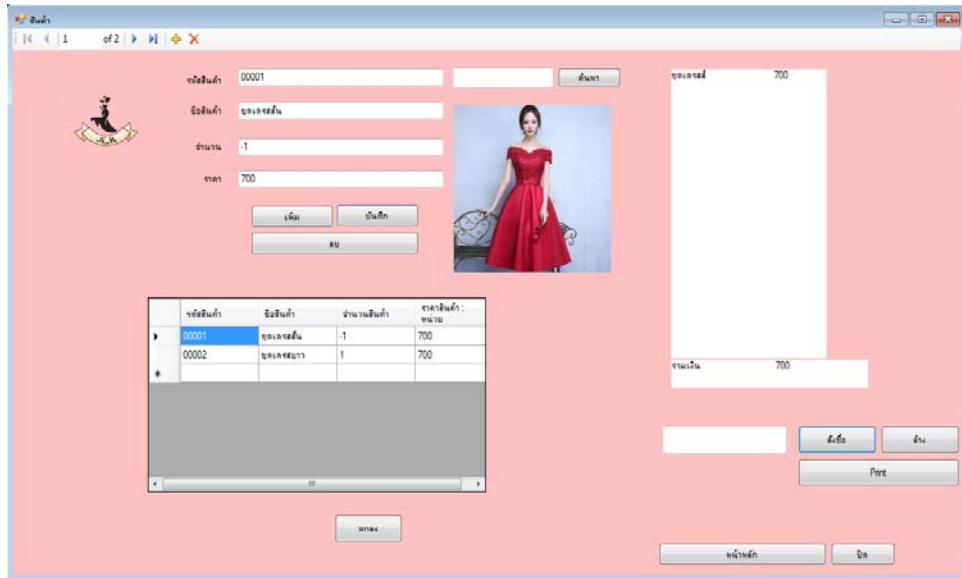 สินค้า
1 of 2
รหัสสินค้า 00001 ค้นหา
ชื่อสินค้า ชุดเดรสสั้น
จำนวน -1
ราคา 700
เพิ่ม บันทึก
ลบ
รหัสสินค้า ชื่อสินค้า จำนวนสินค้า ราคาสินค้า : หน่วย
00001 ชุดเดรสสั้น -1 700
00002 ชุดเดรสยาว 1 700
ตกลง
ชุดเดรสสั้ 700
รวมเงิน 700
สั่งซื้อ ล้าง
Print
หน้าหลัก ปิด